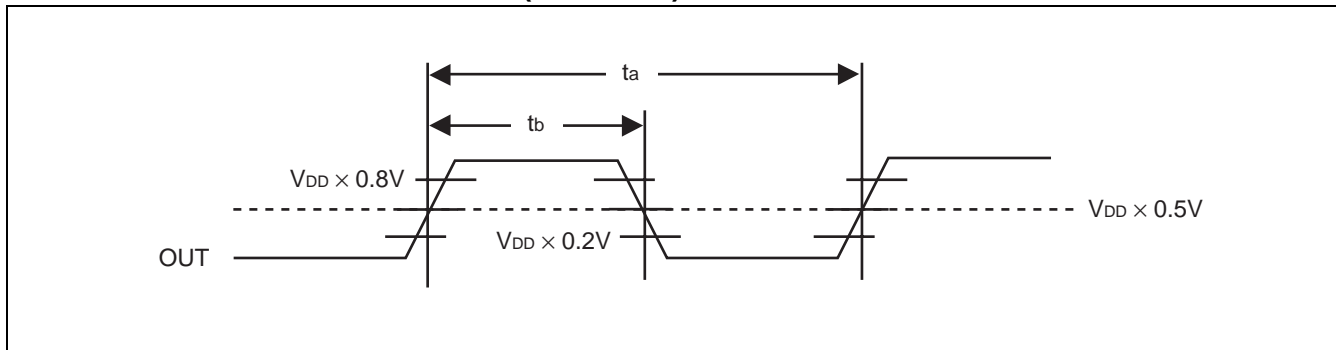 ta
tb
VDD × 0.8V
VDD × 0.5V
VDD × 0.2V
OUT